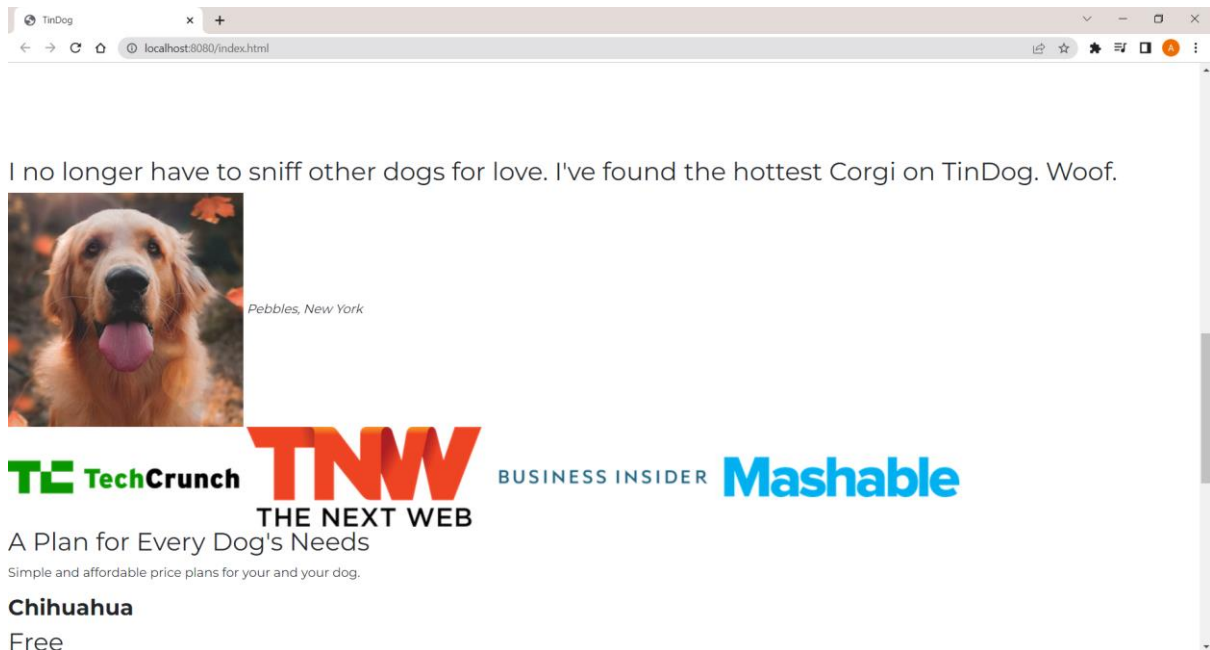 TinDog
localhost:8080/index.html
A
I no longer have to sniff other dogs for love. I've found the hottest Corgi on TinDog. Woof.
Pebbles, New York
TC TechCrunch
TNW
THE NEXT WEB
BUSINESS INSIDER
Mashable
A Plan for Every Dog's Needs
Simple and affordable price plans for your and your dog.
Chihuahua
Free